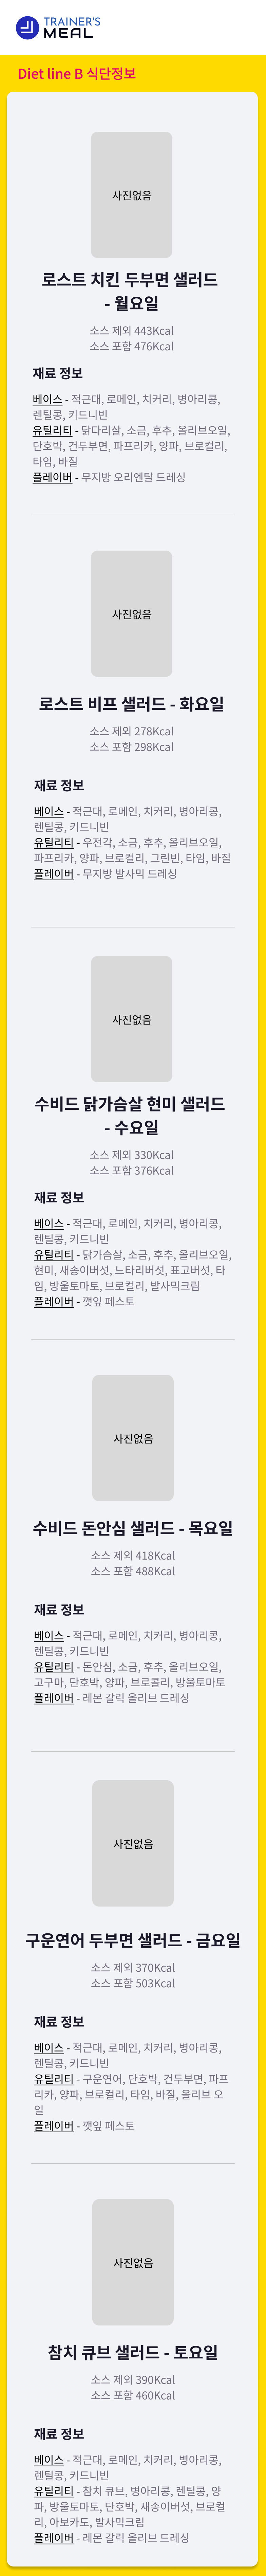 TRAINER'S
MEAL
Diet line B 식단정보
사진없음
로스트 치킨 두부면 샐러드
- 월요일
소스 제외 443Kcal
소스 포함 476Kcal
재료 정보
베이스 - 적근대, 로메인, 치커리, 병아리콩,
렌틸콩, 키드니빈
유틸리티 - 닭다리살, 소금, 후추, 올리브오일,
단호박, 건두부면, 파프리카, 양파, 브로컬리,
타임, 바질
플레이버 - 무지방 오리엔탈 드레싱
사진없음
로스트 비프 샐러드 - 화요일
소스 제외 278Kcal
소스 포함 298Kcal
재료 정보
베이스 - 적근대, 로메인, 치커리, 병아리콩,
렌틸콩, 키드니빈
유틸리티 - 우전각, 소금, 후추, 올리브오일,
파프리카, 양파, 브로컬리, 그린빈, 타임, 바질
플레이버 - 무지방 발사믹 드레싱
사진없음
수비드 닭가슴살 현미 샐러드
- 수요일
소스 제외 330Kcal
소스 포함 376Kcal
재료 정보
베이스 - 적근대, 로메인, 치커리, 병아리콩,
렌틸콩, 키드니빈
유틸리티 - 닭가슴살, 소금, 후추, 올리브오일,
현미, 새송이버섯, 느타리버섯, 표고버섯, 타
임, 방울토마토, 브로컬리, 발사믹크림
플레이버 - 깻잎 페스토
사진없음
수비드 돈안심 샐러드 - 목요일
소스 제외 418Kcal
소스 포함 488Kcal
재료 정보
베이스 - 적근대, 로메인, 치커리, 병아리콩,
렌틸콩, 키드니빈
유틸리티 - 돈안심, 소금, 후추, 올리브오일,
고구마, 단호박, 양파, 브로콜리, 방울토마토
플레이버 - 레몬 갈릭 올리브 드레싱
사진없음
구운연어 두부면 샐러드 - 금요일
소스 제외 370Kcal
소스 포함 503Kcal
재료 정보
베이스 - 적근대, 로메인, 치커리, 병아리콩,
렌틸콩, 키드니빈
유틸리티 - 구운연어, 단호박, 건두부면, 파프
리카, 양파, 브로컬리, 타임, 바질, 올리브 오
일
플레이버 - 깻잎 페스토
사진없음
참치 큐브 샐러드 - 토요일
소스 제외 390Kcal
소스 포함 460Kcal
재료 정보
베이스 - 적근대, 로메인, 치커리, 병아리콩,
렌틸콩, 키드니빈
유틸리티 - 참치 큐브, 병아리콩, 렌틸콩, 양
파, 방울토마토, 단호박, 새송이버섯, 브로컬
리, 아보카도, 발사믹크림
플레이버 - 레몬 갈릭 올리브 드레싱